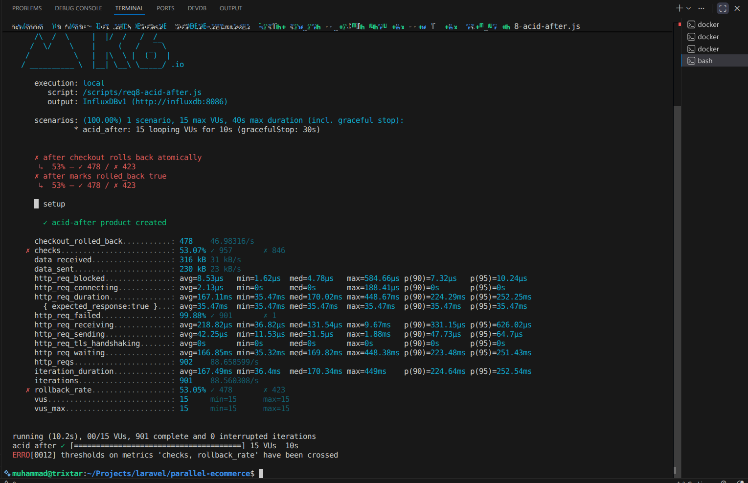 PROBLEMS DEBUG CONSOLE TERMINAL PORTS DEVDB OUTPUT
8-acid-after.js
docker
docker
docker
bash
.io
execution: local
script: /scripts/req8-acid-after.js
output: InfluxDBv1 (http://influxdb:8086)
scenarios: (100.00%) 1 scenario, 15 max VUs, 40s max duration (incl. graceful stop):
* acid_after: 15 looping VUs for 10s (gracefulStop: 30s)
✗ after checkout rolls back atomically
↳ 53% — ✓ 478 / ✗ 423
✗ after marks rolled_back true
↳ 53% — ✓ 478 / ✗ 423
█ setup
✓ acid-after product created
checkout_rolled_back...........: 478 46.98316/s
✗ checks.........................: 53.07% ✓ 957 ✗ 846
data_received..................: 316 kB 31 kB/s
data_sent......................: 230 kB 23 kB/s
http_req_blocked...............: avg=8.53µs min=1.62µs med=4.78µs max=584.66µs p(90)=7.32µs p(95)=10.24µs
http_req_connecting............: avg=2.13µs min=0s med=0s max=188.41µs p(90)=0s p(95)=0s
http_req_duration..............: avg=167.11ms min=35.47ms med=170.02ms max=448.67ms p(90)=224.29ms p(95)=252.25ms
{ expected_response:true }...: avg=35.47ms min=35.47ms med=35.47ms max=35.47ms p(90)=35.47ms p(95)=35.47ms
http_req_failed................: 99.88% ✓ 901 ✗ 1
http_req_receiving.............: avg=218.82µs min=36.82µs med=131.54µs max=9.67ms p(90)=331.15µs p(95)=626.02µs
http_req_sending...............: avg=42.25µs min=11.53µs med=31.5µs max=1.88ms p(90)=47.73µs p(95)=64.7µs
http_req_tls_handshaking.......: avg=0s min=0s med=0s max=0s p(90)=0s p(95)=0s
http_req_waiting...............: avg=166.85ms min=35.32ms med=169.82ms max=448.38ms p(90)=223.48ms p(95)=251.43ms
http_reqs......................: 902 88.658599/s
iteration_duration.............: avg=167.49ms min=36.4ms med=170.34ms max=449ms p(90)=224.64ms p(95)=252.54ms
iterations.....................: 901 88.560308/s
✗ rollback_rate..................: 53.05% ✓ 478 ✗ 423
vus............................: 15 min=15 max=15
vus_max........................: 15 min=15 max=15
running (10.2s), 00/15 VUs, 901 complete and 0 interrupted iterations
acid_after ✓ [======================================] 15 VUs 10s
ERRO[0012] thresholds on metrics 'checks, rollback_rate' have been crossed
muhammad@trixtar:~/Projects/laravel/parallel-ecommerce$